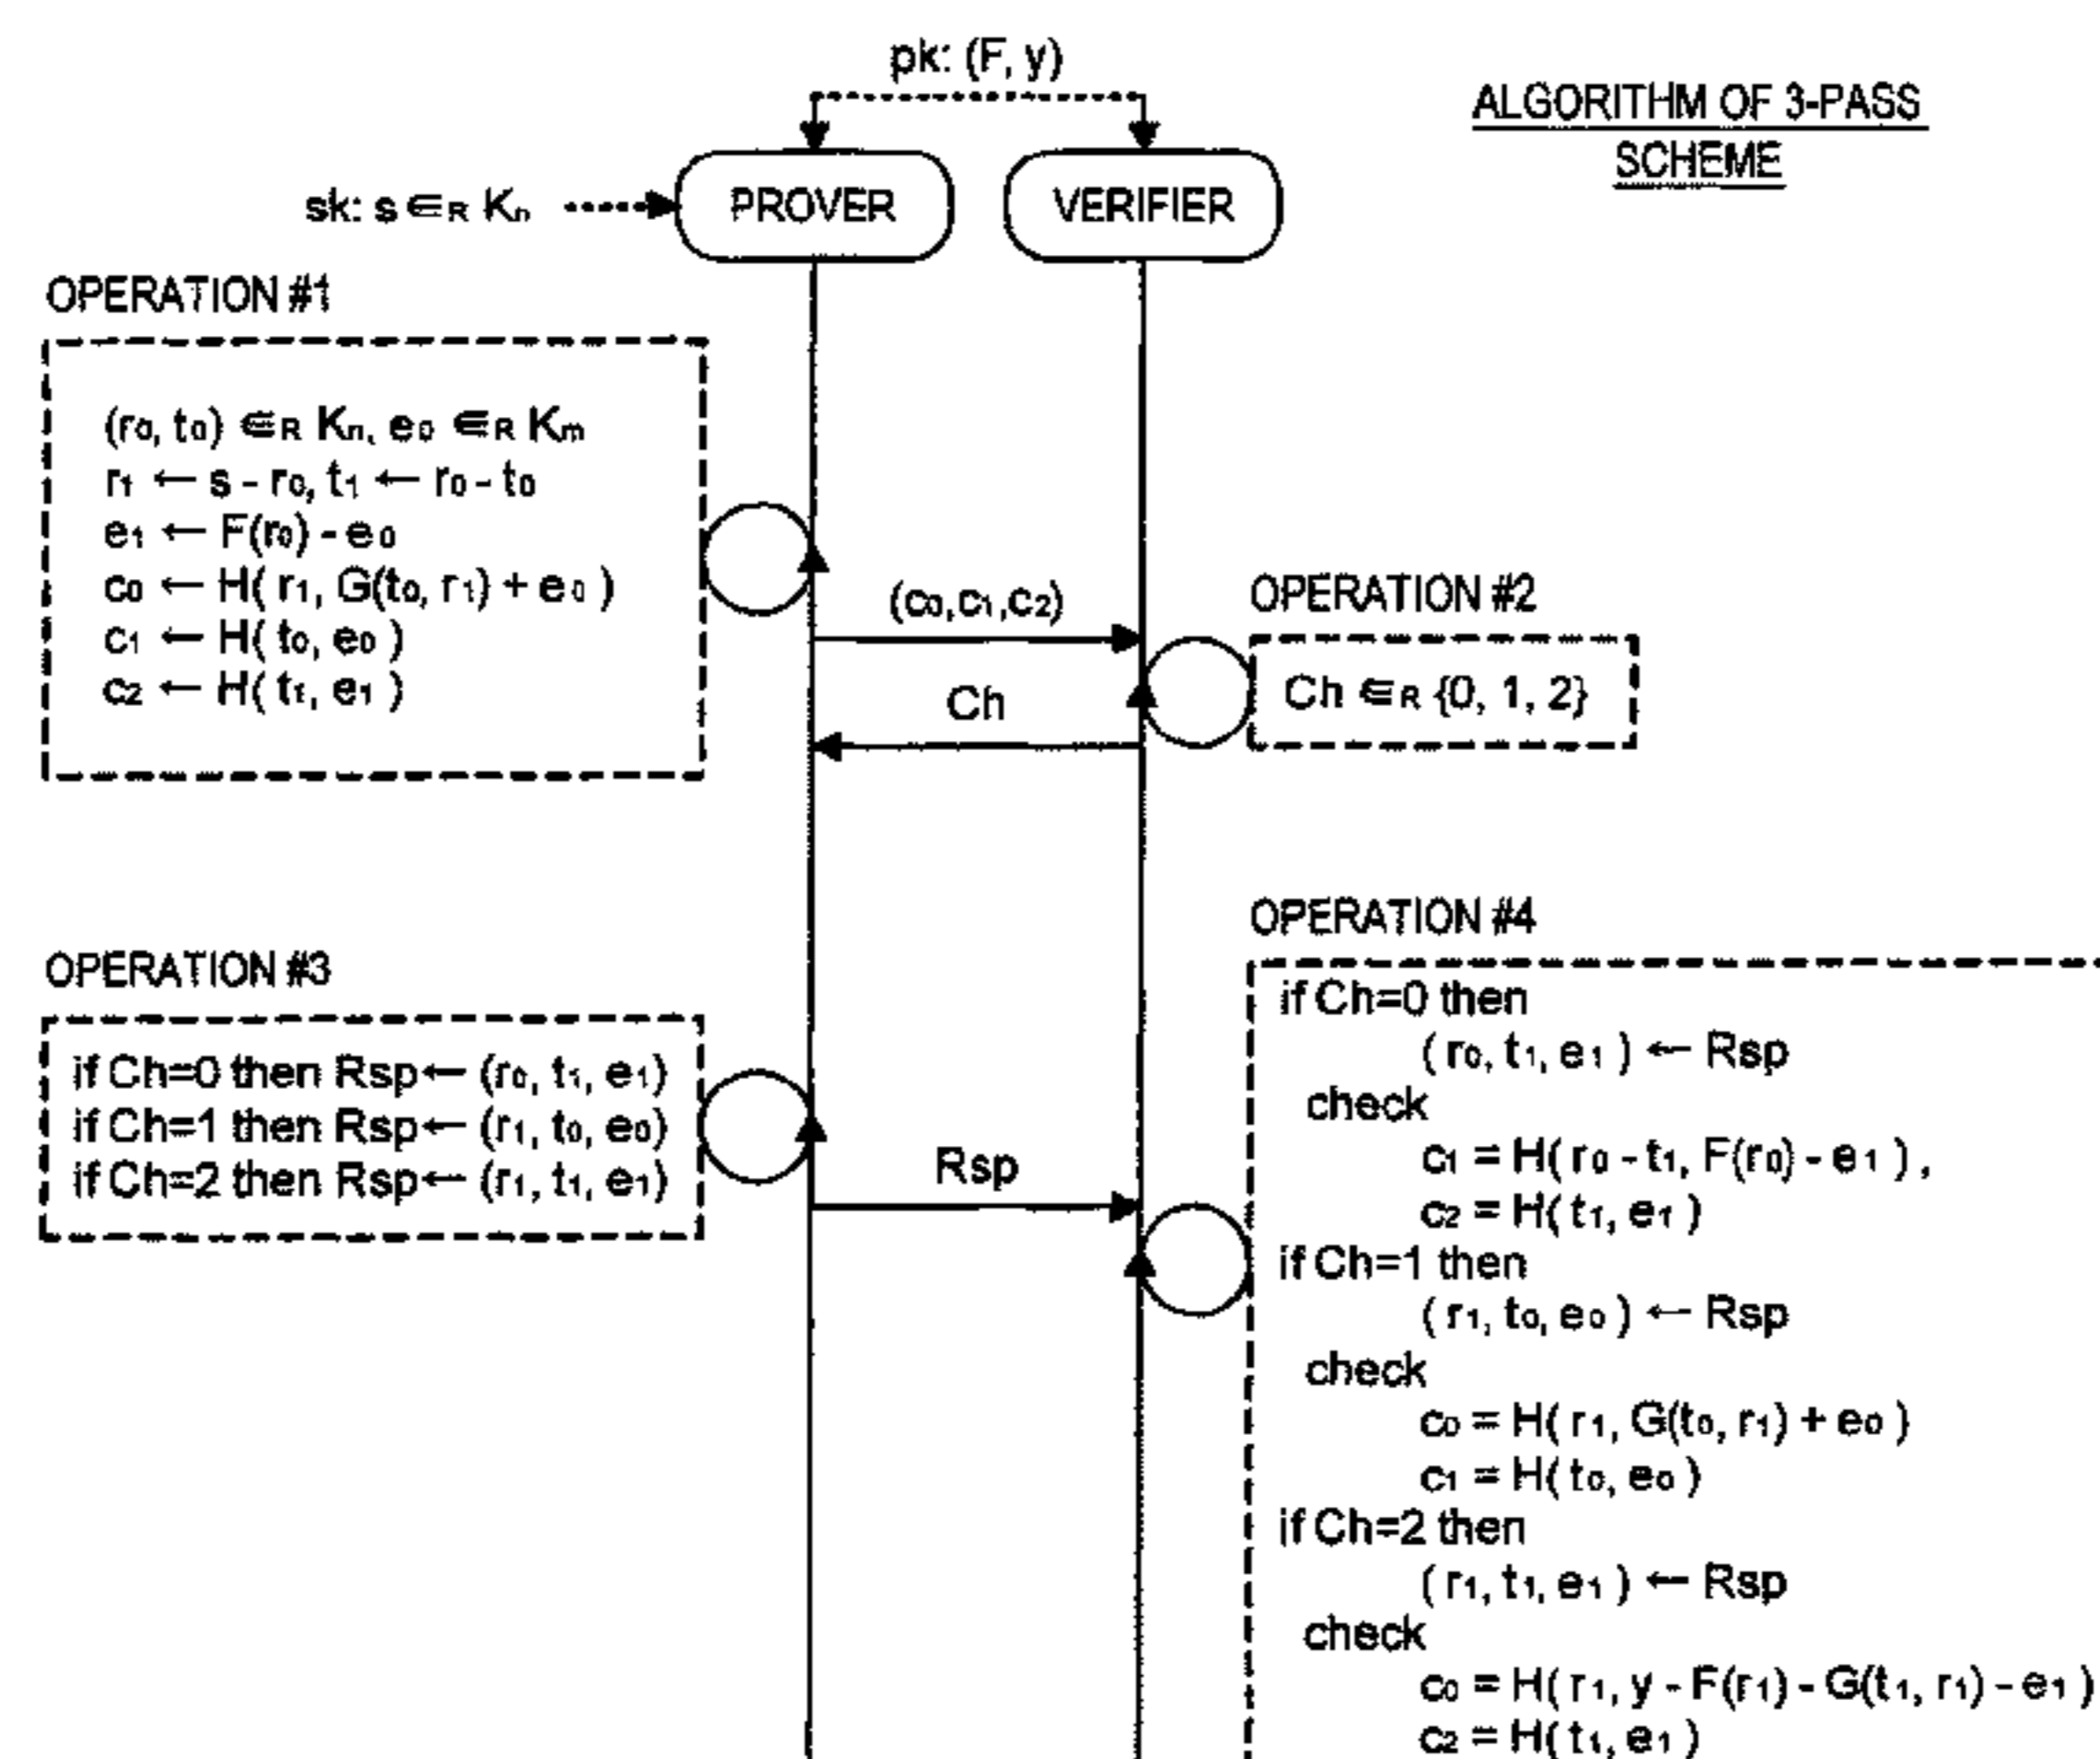 pk: (F, y)
ALGORITHM OF 3-PASS
SCHEME
sk: s ∈R Kn
PROVER
VERIFIER
OPERATION #1
(r0, t0) ∈R Kn, e0 ∈R Km
r1 ← s - r0, t1 ← r0 - t0
e1 ← F(r0) - e0
c0 ← H( r1, G(t0, r1) + e0 )
c1 ← H( t0, e0 )
c2 ← H( t1, e1 )
(c0,c1,c2)
OPERATION #2
Ch ∈R {0, 1, 2}
Ch
OPERATION #3
if Ch=0 then Rsp← (r0, t1, e1)
if Ch=1 then Rsp← (r1, t0, e0)
if Ch=2 then Rsp← (r1, t1, e1)
Rsp
OPERATION #4
if Ch=0 then
( r0, t1, e1 ) ← Rsp
check
c1 = H( r0 - t1, F(r0) - e1 ),
c2 = H( t1, e1 )
if Ch=1 then
( r1, t0, e0 ) ← Rsp
check
c0 = H( r1, G(t0, r1) + e0 )
c1 = H( t0, e0 )
if Ch=2 then
( r1, t1, e1 ) ← Rsp
check
c0 = H( r1, y - F(r1) - G(t1, r1) - e1 )
c2 = H( t1, e1 )